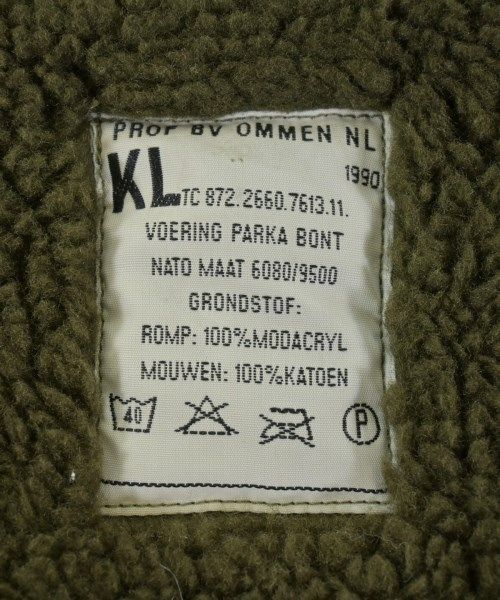 PROF BV OMMEN NL
1990
KL TC 872.2660.7613.11.
VOERING PARKA BONT
NATO MAAT 6080/9500
GRONDSTOF:
ROMP: 100%MODACRYL
MOUWEN: 100%KATOEN
40 P